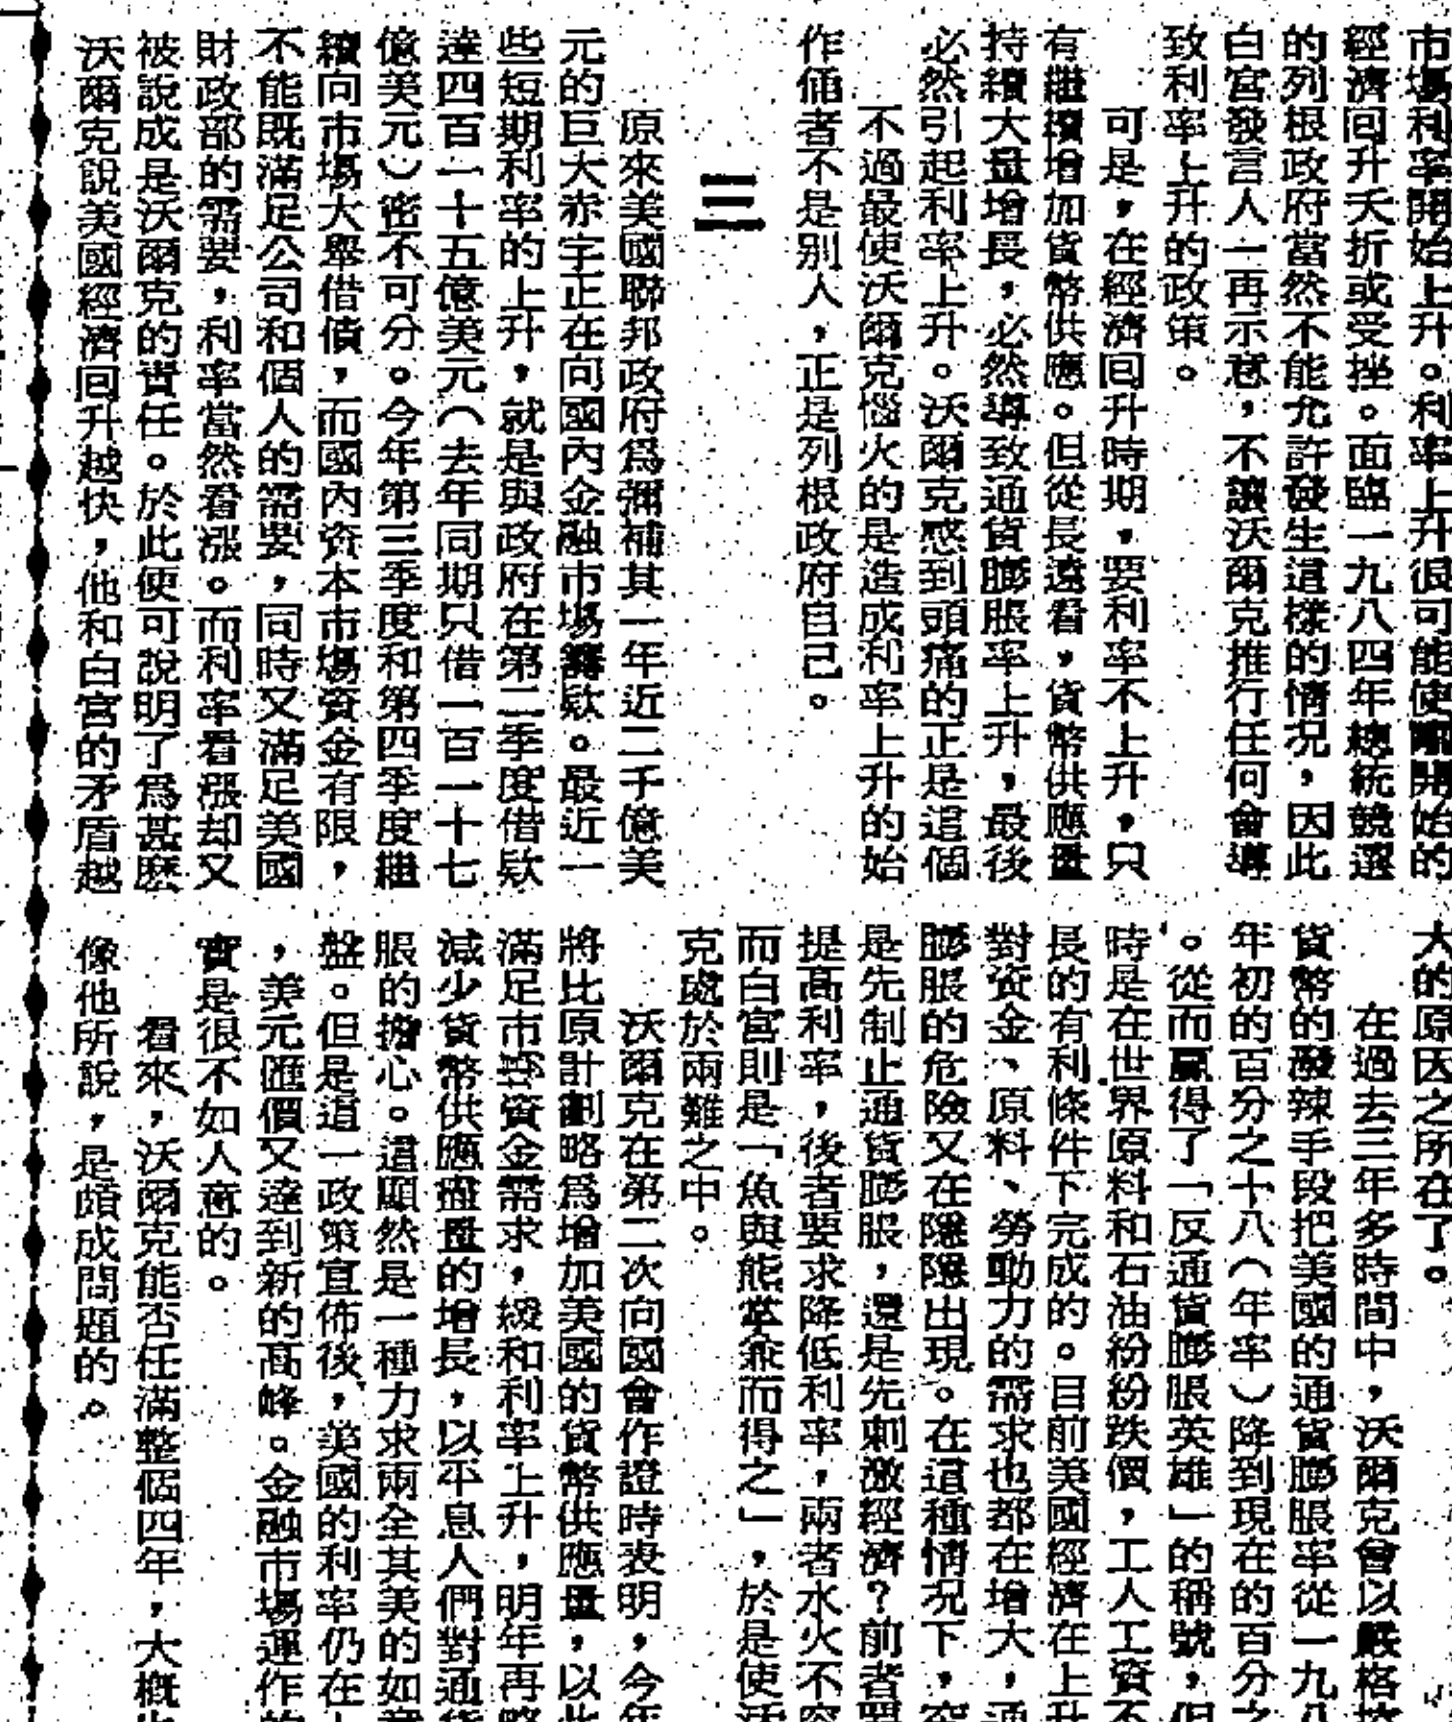 市場利率開始上升。利率上升很可能使剛開始的
經濟回升夭折或受挫。面臨一九八四年總統競選
的列根政府當然不能允許發生這樣的情況，因此
白宮發言人一再示意，不讓沃爾克推行任何會導
致利率上升的政策。
可是，在經濟回升時期，要利率不上升，只
有繼續增加貨幣供應。但從長遠看，貨幣供應量
持續大量增長，必然導致通貨膨脹率上升，最後
必然引起利率上升。沃爾克感到頭痛的正是這個
不過最使沃爾克惱火的是造成利率上升的始
作俑者不是別人，正是列根政府自己。
三
原來美國聯邦政府爲彌補其一年近二千億美
元的巨大赤字正在向國內金融市場籌欵。最近一
些短期利率的上升，就是與政府在第二季度借欵
達四百一十五億美元（去年同期只借一百一十七
億美元）密不可分。今年第三季度和第四季度繼
續向市場大舉借債，而國內資本市場資金有限，
不能既滿足公司和個人的需要，同時又滿足美國
財政部的需要，利率當然看漲。而利率看漲却又
被說成是沃爾克的責任。於此便可說明了爲甚麽
沃爾克說美國經濟回升越快，他和白宮的矛盾越
大的原因之所在了。
在過去三年多時間中，沃爾克會以嚴格控
貨幣的潑辣手段把美國的通貨膨脹率從一九八
年初的百分之十八（年率）降到現在的百分之
。從而贏得了「反通貨膨脹英雄」的稱號，但
時是在世界原料和石油紛紛跌價，工人工資不
長的有利條件下完成的。目前美國經濟在上升
對資金、原料、勞動力的需求也都在增大，通
膨脹的危險又在隱隱出現。在這種情況下，究
是先制止通貨膨脹，還是先刺激經濟？前者要
提高利率，後者要求降低利率，兩者水火不容
而白宮則是「魚與熊掌兼而得之」，於是使沃
克處於兩難之中。
沃爾克在第二次向國會作證時表明，今年
將比原計劃略爲增加美國的貨幣供應量，以此
滿足市場資金需求，緩和利率上升，明年再略
減少貨幣供應量的增長，以平息人們對通貨
脹的擔心。這顯然是一種力求兩全其美的如意
盤。但是這一政策宣佈後，美國的利率仍在上
，美元匯價又達到新的高峰。金融市場運作的
實是很不如人意的。
看來，沃爾克能否任滿整個四年，大概也
像他所說，是頗成問題的。